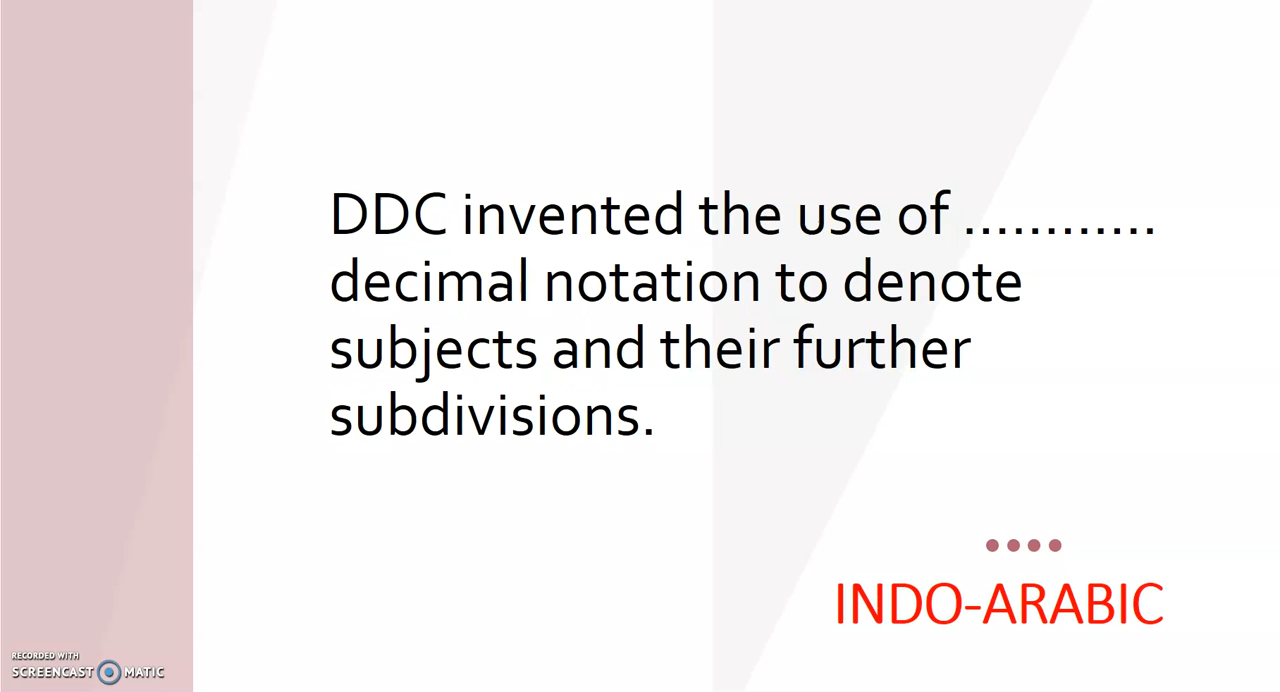 DDC invented the use of ............
decimal notation to denote
subjects and their further
subdivisions.
INDO-ARABIC
RECORDED WITH
SCREENCAST MATIC